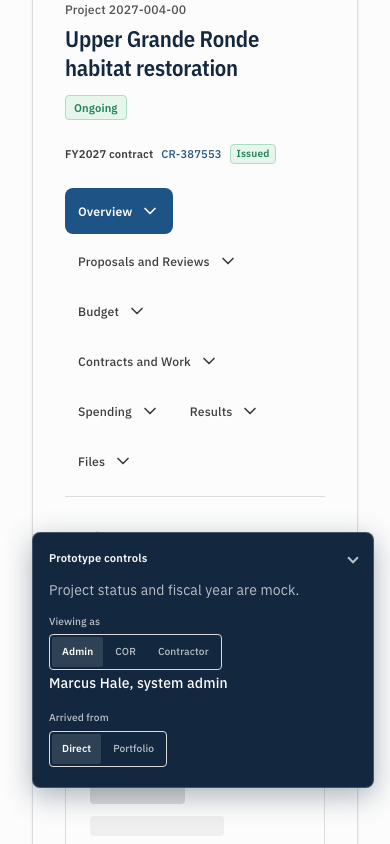 Project 2027-004-00
Upper Grande Ronde
habitat restoration
Ongoing
FY2027 contract CR-387553 Issued
Overview
Proposals and Reviews
Budget
Contracts and Work
Spending Results
Files
Prototype controls
Project status and fiscal year are mock.
Viewing as
Admin COR Contractor
Marcus Hale, system admin
Arrived from
Direct Portfolio